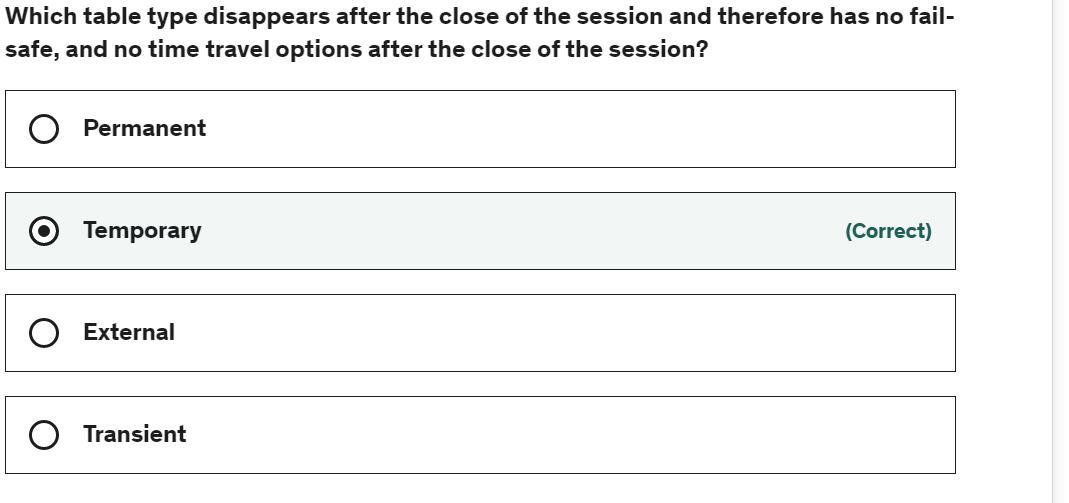 Which table type disappears after the close of the session and therefore has no fail-
safe, and no time travel options after the close of the session?
Permanent
Temporary (Correct)
External
Transient